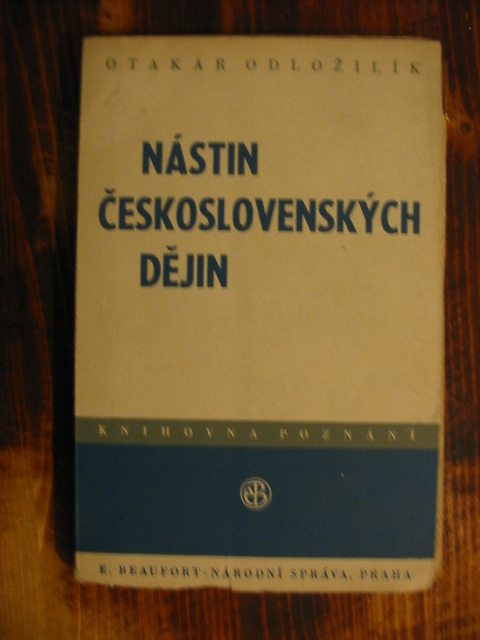 OTAKAR ODLOŽILÍK
NÁSTIN
ČESKOSLOVENSKÝCH
DĚJIN
KNIHOVNA POZNÁNÍ
E. BEAUFORT - NÁRODNÍ SPRÁVA, PRAHA